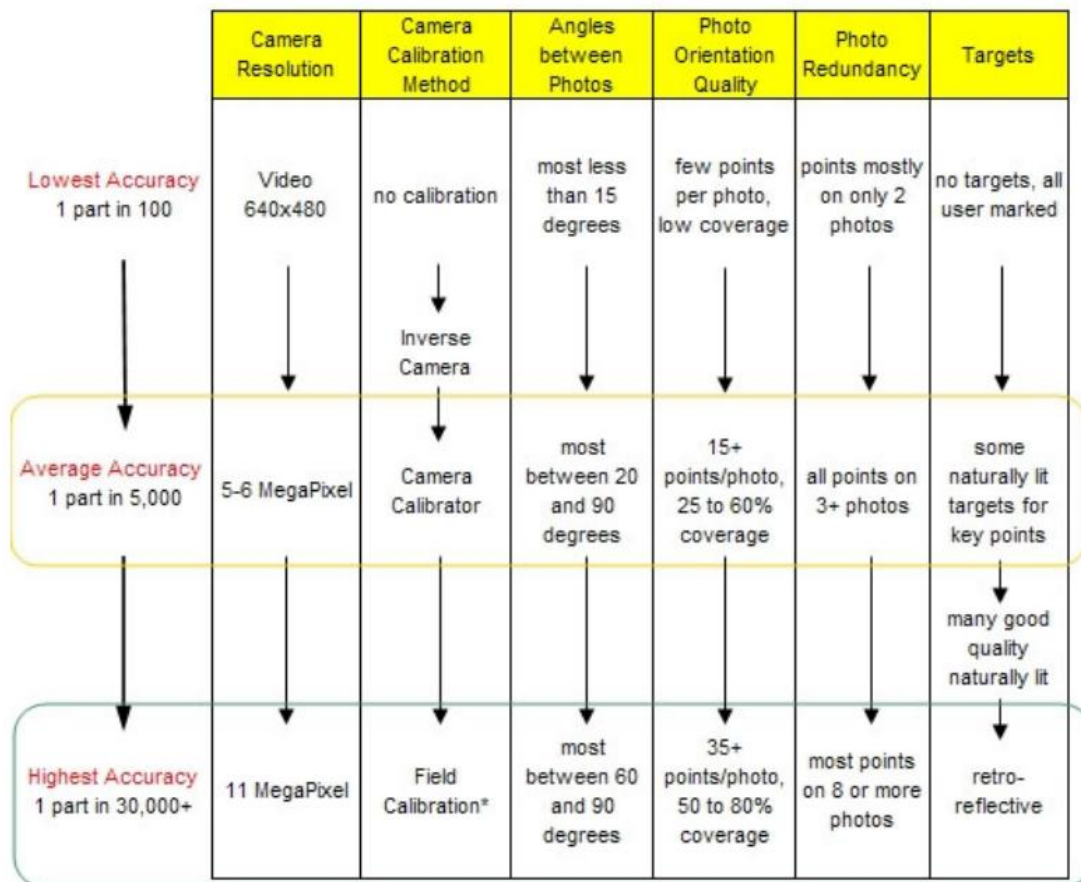 Camera
Resolution
Camera
Calibration
Method
Angles
between
Photos
Photo
Orientation
Quality
Photo
Redundancy
Targets
Lowest Accuracy
1 part in 100
Video
640x480
no calibration
most less
than 15
degrees
few points
per photo,
low coverage
points mostly
on only 2
photos
no targets, all
user marked
Inverse
Camera
Average Accuracy
1 part in 5,000
5-6 MegaPixel
Camera
Calibrator
most
between 20
and 90
degrees
15+
points/photo,
25 to 60%
coverage
all points on
3+ photos
some
naturally lit
targets for
key points
many good
quality
naturally lit
Highest Accuracy
1 part in 30,000+
11 MegaPixel
Field
Calibration*
most
between 60
and 90
degrees
35+
points/photo,
50 to 80%
coverage
most points
on 8 or more
photos
retro-
reflective